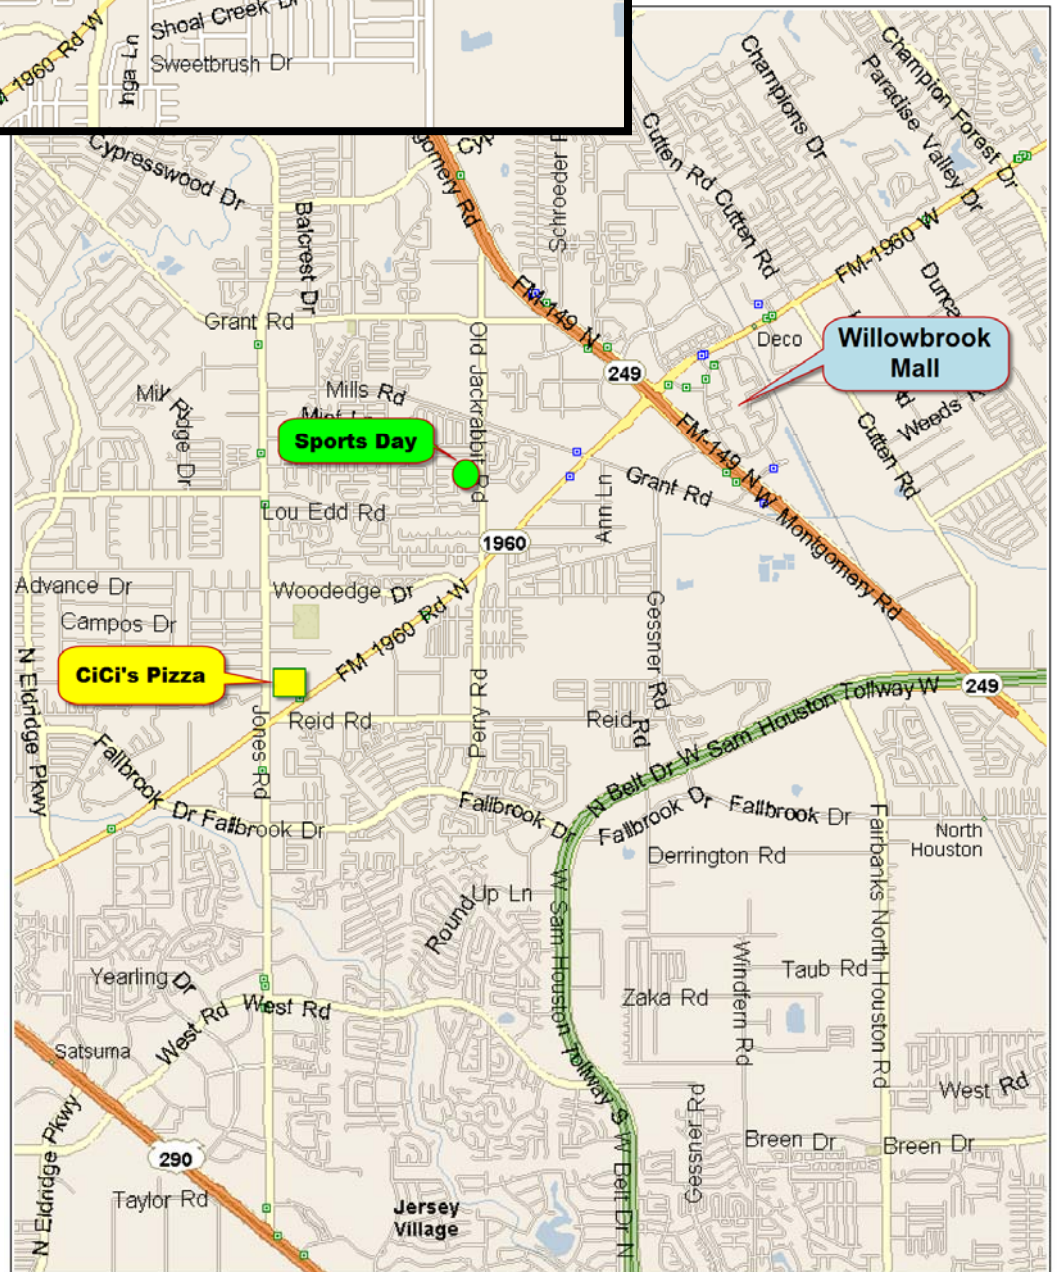 Shoal Creek Dr
1960 Rd W
nga Ln
Sweetbrush Dr
Champion Forest Dr
Champions Dr
Paradise Valley Dr
Cypresswood Dr
gomery Rd
Cyp
Schroeder
Cutten Rd
Cutten Rd
Balcrest Dr
FM-1960 W
FM-149 N
Dunca
Grant Rd
Old Jackrabbit Rd
Deco
Willowbrook
Mall
249
Mills Rd
Mill Ridge Dr
Weeds
Sports Day
FM-149 N
W Montgomery Rd
Cutten Rd
Grant Rd
Ann Ln
Lou Edd Rd
1960
Advance Dr
Woodedge Dr
FM 1960 Rd W
Campos Dr
Gessner Rd
N Eldridge Pkwy
CiCi's Pizza
249
Jones Rd
Reid Rd
Perry Rd
Reid
Rd
N Belt Dr W Sam Houston Tollway W
Fallbrook Dr
Fallbrook Dr
Fallbrook Dr
Fallbrook Dr
Fallbrook Dr
North
Houston
Derrington Rd
Fairbanks North Houston Rd
Round Up Ln
W Sam Houston Tollway S
W Belt Dr N
Yearling Dr
Windfern Rd
Taub Rd
Zaka Rd
West Rd
West Rd
Satsuma
West Rd
Gessner Rd
N Eldridge Pkwy
290
Breen Dr
Breen Dr
Taylor Rd
Jersey
Village